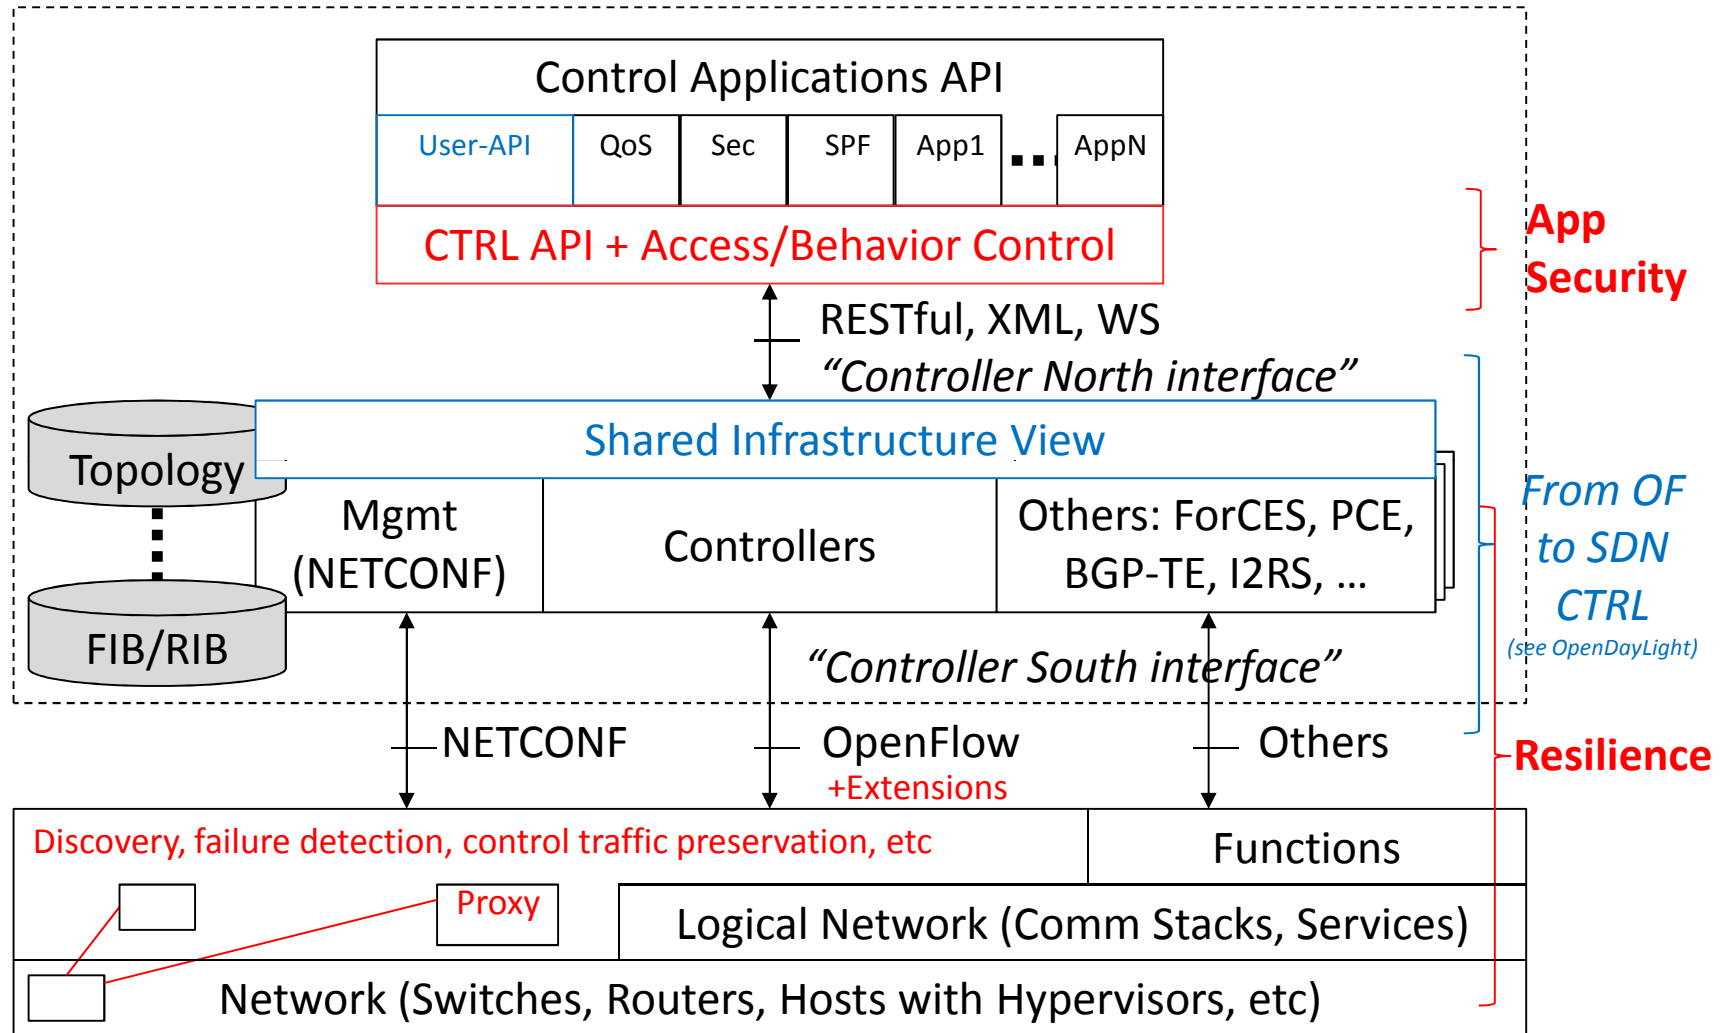 Control Applications API
User-API
QoS
Sec
SPF
App1
...
AppN
CTRL API + Access/Behavior Control
App
Security
RESTful, XML, WS
“Controller North interface”
Shared Infrastructure View
Topology
FIB/RIB
Mgmt
(NETCONF)
Controllers
Others: ForCES, PCE,
BGP-TE, I2RS, ...
From OF
to SDN
CTRL
(see OpenDayLight)
“Controller South interface”
NETCONF
OpenFlow
+Extensions
Others
Resilience
Discovery, failure detection, control traffic preservation, etc
Functions
Proxy
Logical Network (Comm Stacks, Services)
Network (Switches, Routers, Hosts with Hypervisors, etc)